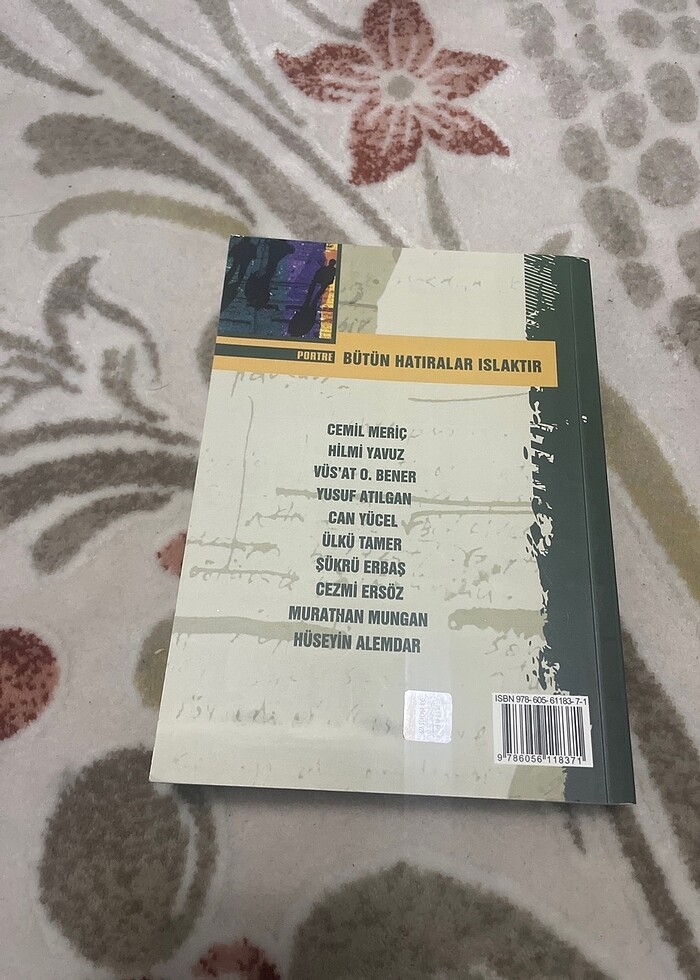 PORTRE BÜTÜN HATIRALAR ISLAKTIR
CEMİL MERİÇ
HİLMİ YAVUZ
VÜS'AT O. BENER
YUSUF ATILGAN
CAN YÜCEL
ÜLKÜ TAMER
ŞÜKRÜ ERBAŞ
CEZMİ ERSÖZ
MURATHAN MUNGAN
HÜSEYİN ALEMDAR
ISBN 978-605-61183-7-1
9 786056 118371